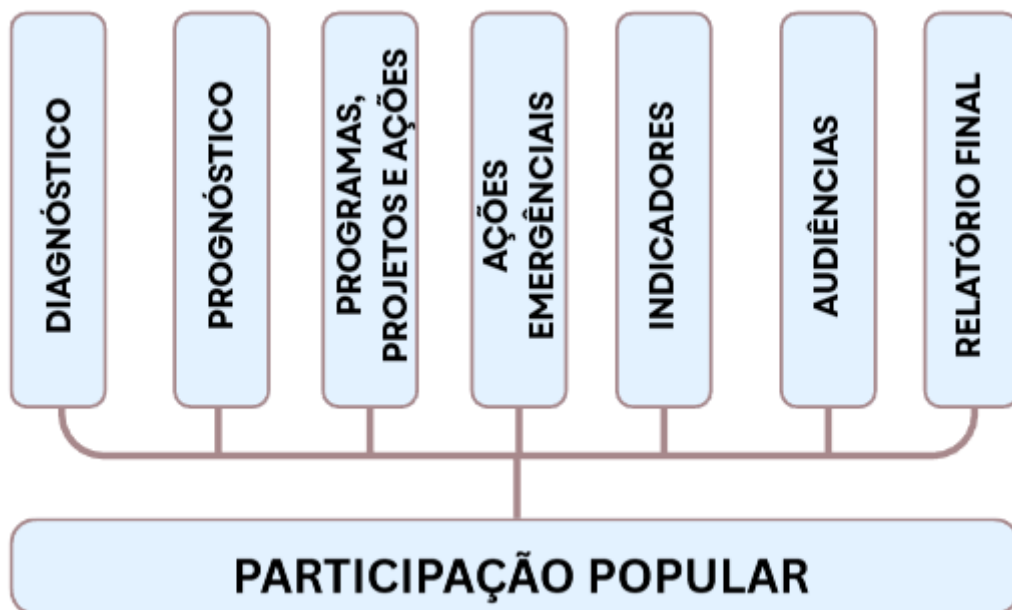 DIAGNÓSTICO
PROGNÓSTICO
PROGRAMAS,
PROJETOS E AÇÕES
AÇÕES
EMERGÊNCIAIS
INDICADORES
AUDIÊNCIAS
RELATÓRIO FINAL
PARTICIPAÇÃO POPULAR